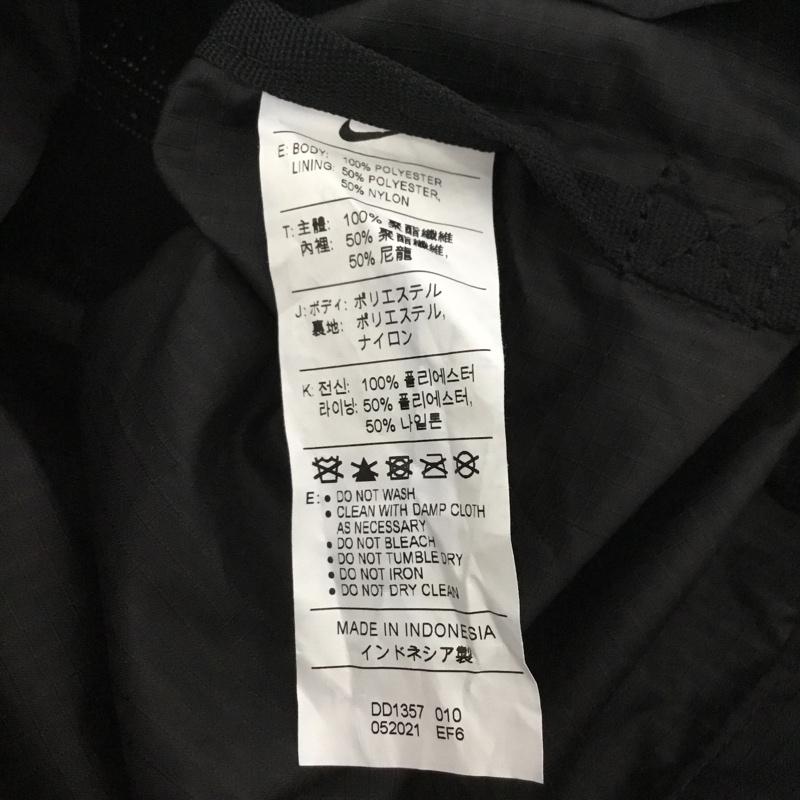 E: BODY: 100% POLYESTER
LINING: 50% POLYESTER,
50% NYLON
T: 主體: 100% 聚酯纖維
內裡: 50% 聚酯纖維,
50% 尼龍
J: ボディ: ポリエステル
裏地: ポリエステル,
ナイロン
K: 전신: 100% 폴리에스터
라이닝: 50% 폴리에스터,
50% 나일론
E: • DO NOT WASH
• CLEAN WITH DAMP CLOTH
AS NECESSARY
• DO NOT BLEACH
• DO NOT TUMBLE DRY
• DO NOT IRON
• DO NOT DRY CLEAN
MADE IN INDONESIA
インドネシア製
DD1357 010
052021 EF6